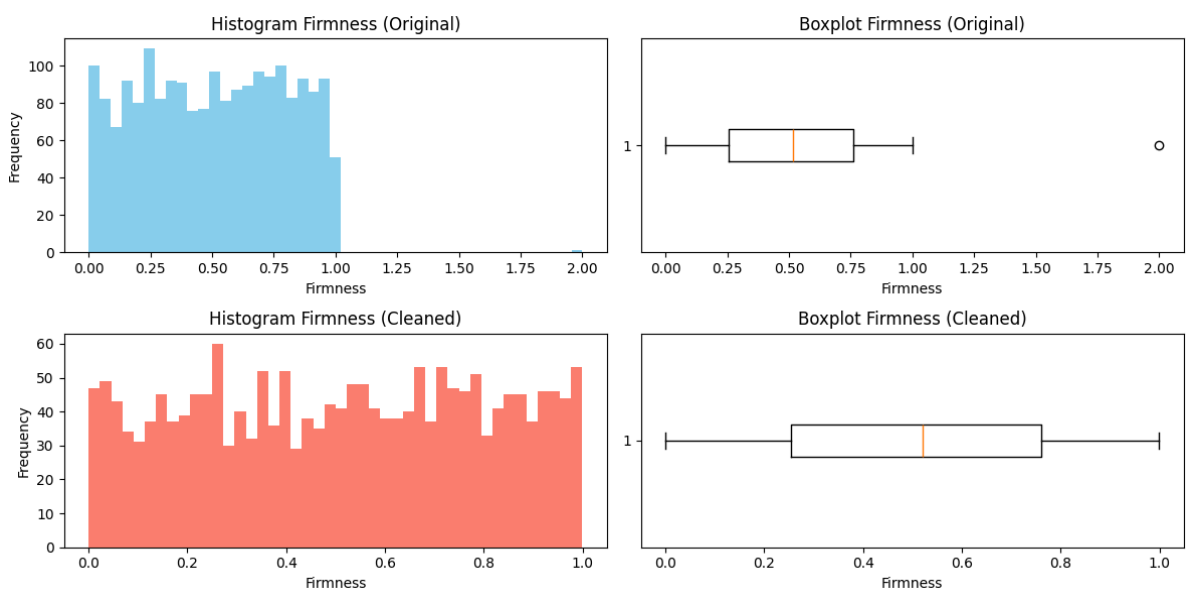 Histogram Firmness (Original)
Frequency
100
80
60
40
20
0
0.00 0.25 0.50 0.75 1.00 1.25 1.50 1.75 2.00
Firmness
Boxplot Firmness (Original)
1
0.00 0.25 0.50 0.75 1.00 1.25 1.50 1.75 2.00
Firmness
Histogram Firmness (Cleaned)
Frequency
60
50
40
30
20
10
0
0.0 0.2 0.4 0.6 0.8 1.0
Firmness
Boxplot Firmness (Cleaned)
1
0.0 0.2 0.4 0.6 0.8 1.0
Firmness